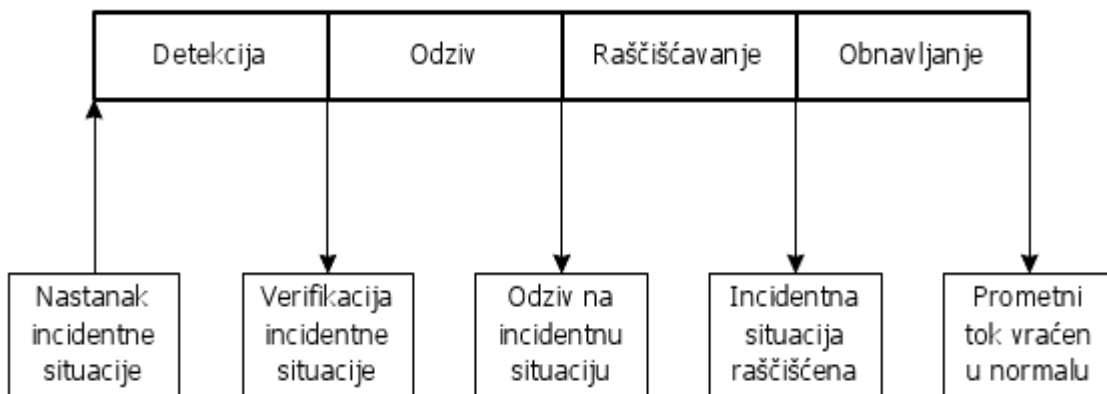 Detekcija
Odziv
Raščišćavanje
Obnavljanje
Nastanak
incidentne
situacije
Verifikacija
incidentne
situacije
Odziv na
incidentnu
situaciju
Incidentna
situacija
raščišćena
Prometni
tok vraćen
u normalu